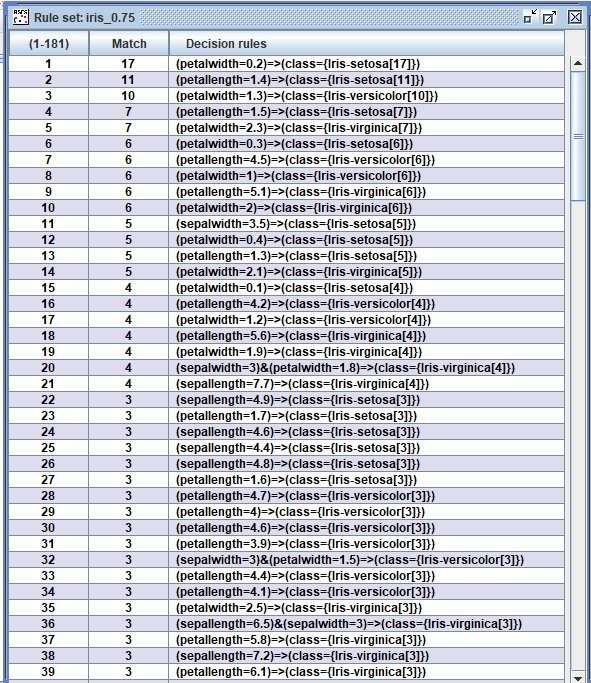 Rule set: iris_0.75
(1-181) Match Decision rules
1 17 (petalwidth=0.2)=>(class={Iris-setosa[17]})
2 11 (petallength=1.4)=>(class={Iris-setosa[11]})
3 10 (petalwidth=1.3)=>(class={Iris-versicolor[10]})
4 7 (petallength=1.5)=>(class={Iris-setosa[7]})
5 7 (petalwidth=2.3)=>(class={Iris-virginica[7]})
6 6 (petalwidth=0.3)=>(class={Iris-setosa[6]})
7 6 (petallength=4.5)=>(class={Iris-versicolor[6]})
8 6 (petalwidth=1)=>(class={Iris-versicolor[6]})
9 6 (petallength=5.1)=>(class={Iris-virginica[6]})
10 6 (petalwidth=2)=>(class={Iris-virginica[6]})
11 5 (sepalwidth=3.5)=>(class={Iris-setosa[5]})
12 5 (petalwidth=0.4)=>(class={Iris-setosa[5]})
13 5 (petallength=1.3)=>(class={Iris-setosa[5]})
14 5 (petalwidth=2.1)=>(class={Iris-virginica[5]})
15 4 (petalwidth=0.1)=>(class={Iris-setosa[4]})
16 4 (petallength=4.2)=>(class={Iris-versicolor[4]})
17 4 (petalwidth=1.2)=>(class={Iris-versicolor[4]})
18 4 (petallength=5.6)=>(class={Iris-virginica[4]})
19 4 (petalwidth=1.9)=>(class={Iris-virginica[4]})
20 4 (sepalwidth=3)&(petalwidth=1.8)=>(class={Iris-virginica[4]})
21 4 (sepallength=7.7)=>(class={Iris-virginica[4]})
22 3 (sepallength=4.9)=>(class={Iris-setosa[3]})
23 3 (petallength=1.7)=>(class={Iris-setosa[3]})
24 3 (sepallength=4.6)=>(class={Iris-setosa[3]})
25 3 (sepallength=4.4)=>(class={Iris-setosa[3]})
26 3 (sepallength=4.8)=>(class={Iris-setosa[3]})
27 3 (petallength=1.6)=>(class={Iris-setosa[3]})
28 3 (petallength=4.7)=>(class={Iris-versicolor[3]})
29 3 (petallength=4)=>(class={Iris-versicolor[3]})
30 3 (petallength=4.6)=>(class={Iris-versicolor[3]})
31 3 (petallength=3.9)=>(class={Iris-versicolor[3]})
32 3 (sepalwidth=3)&(petalwidth=1.5)=>(class={Iris-versicolor[3]})
33 3 (petallength=4.4)=>(class={Iris-versicolor[3]})
34 3 (petallength=4.1)=>(class={Iris-versicolor[3]})
35 3 (petalwidth=2.5)=>(class={Iris-virginica[3]})
36 3 (sepallength=6.5)&(sepalwidth=3)=>(class={Iris-virginica[3]})
37 3 (petallength=5.8)=>(class={Iris-virginica[3]})
38 3 (sepallength=7.2)=>(class={Iris-virginica[3]})
39 3 (petallength=6.1)=>(class={Iris-virginica[3]})